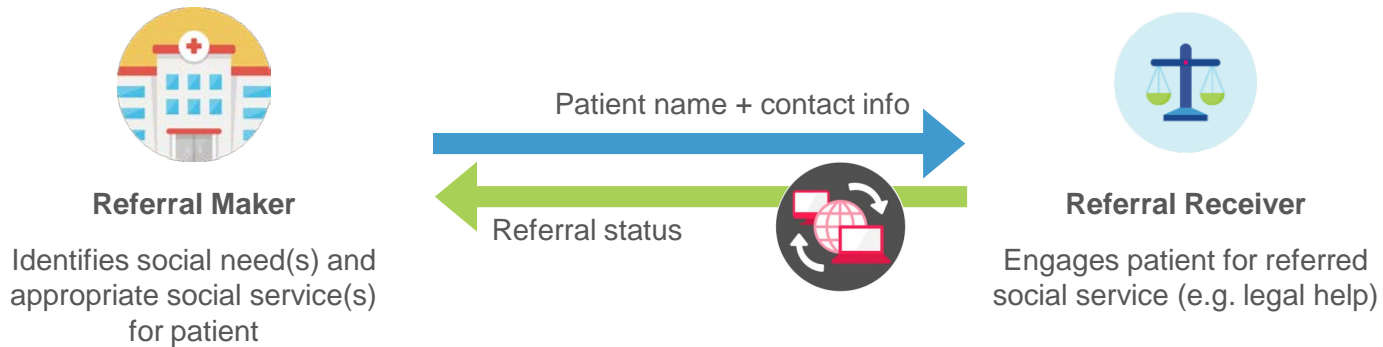 Patient name + contact info
Referral status
Referral Maker
Identifies social need(s) and
appropriate social service(s)
for patient
Referral Receiver
Engages patient for referred
social service (e.g. legal help)